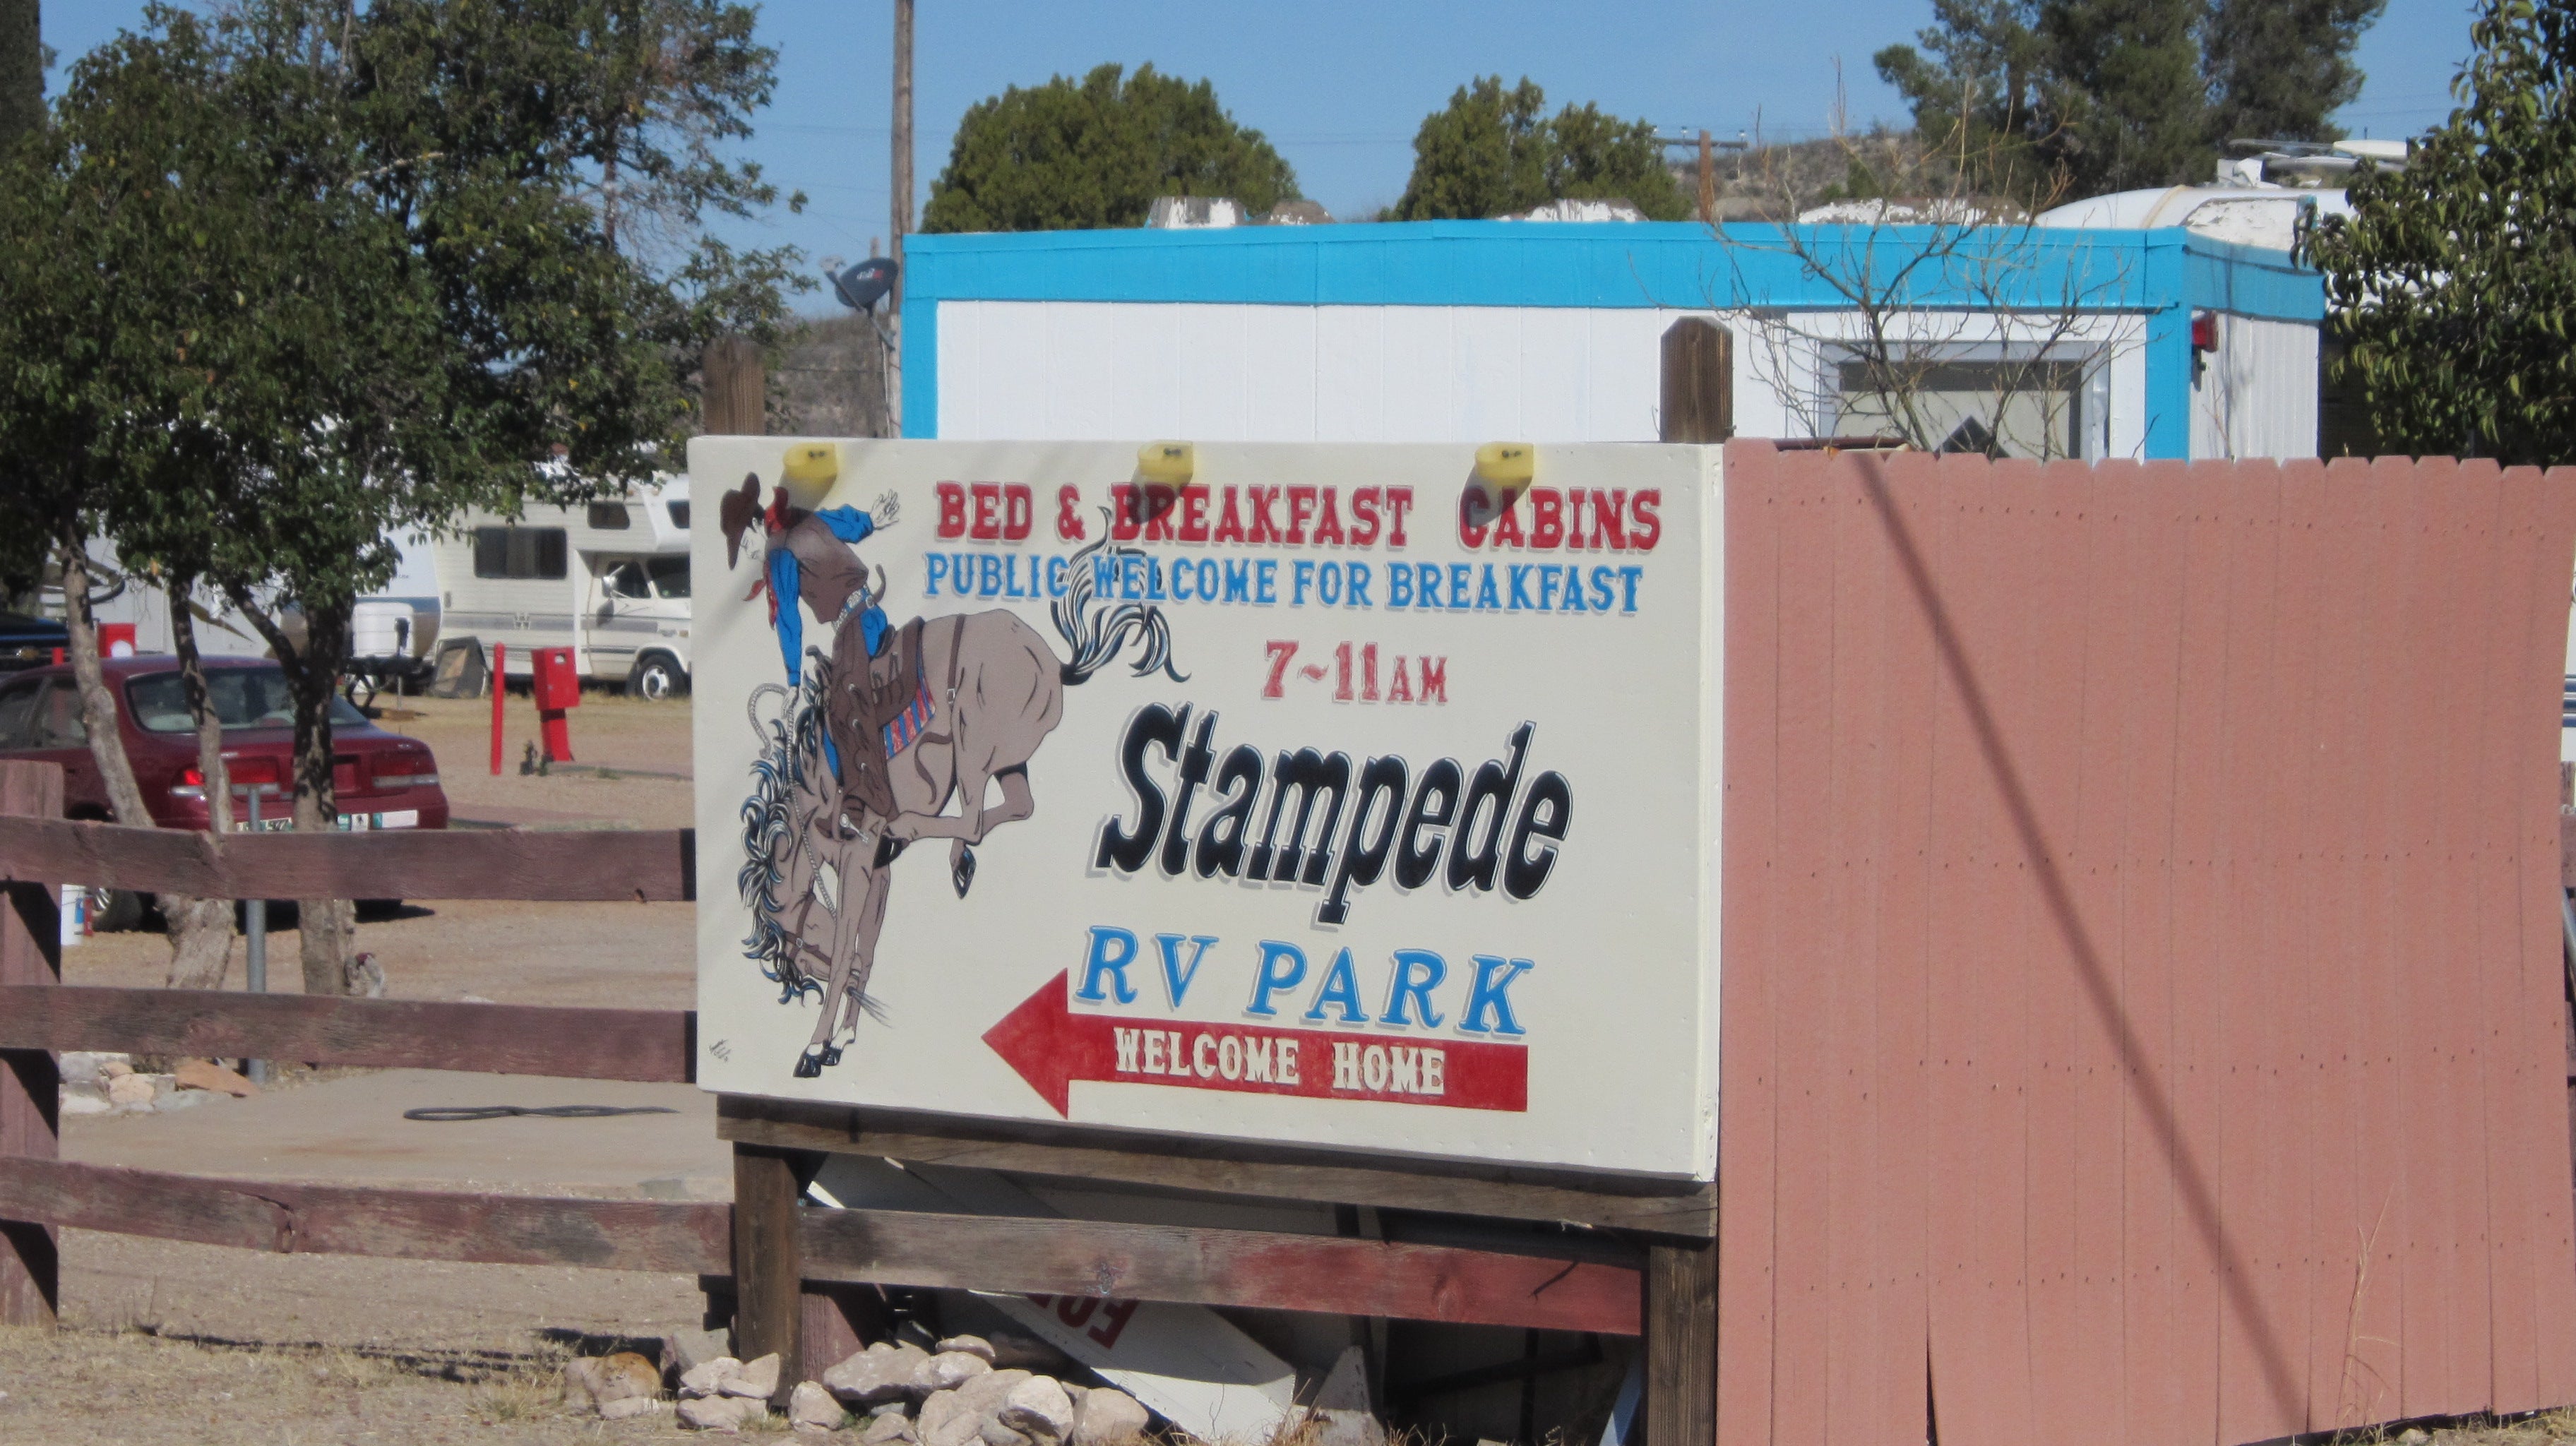 BED & BREAKFAST CABINS
PUBLIC WELCOME FOR BREAKFAST
7~11AM
Stampede
RV PARK
WELCOME HOME